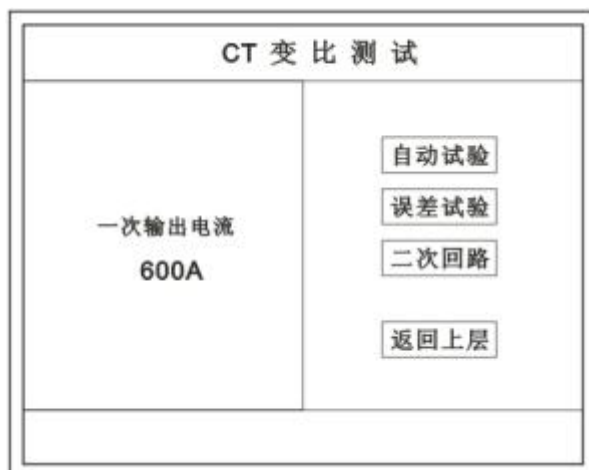 CT 变比测试
一次输出电流
600A
自动试验
误差试验
二次回路
返回上层